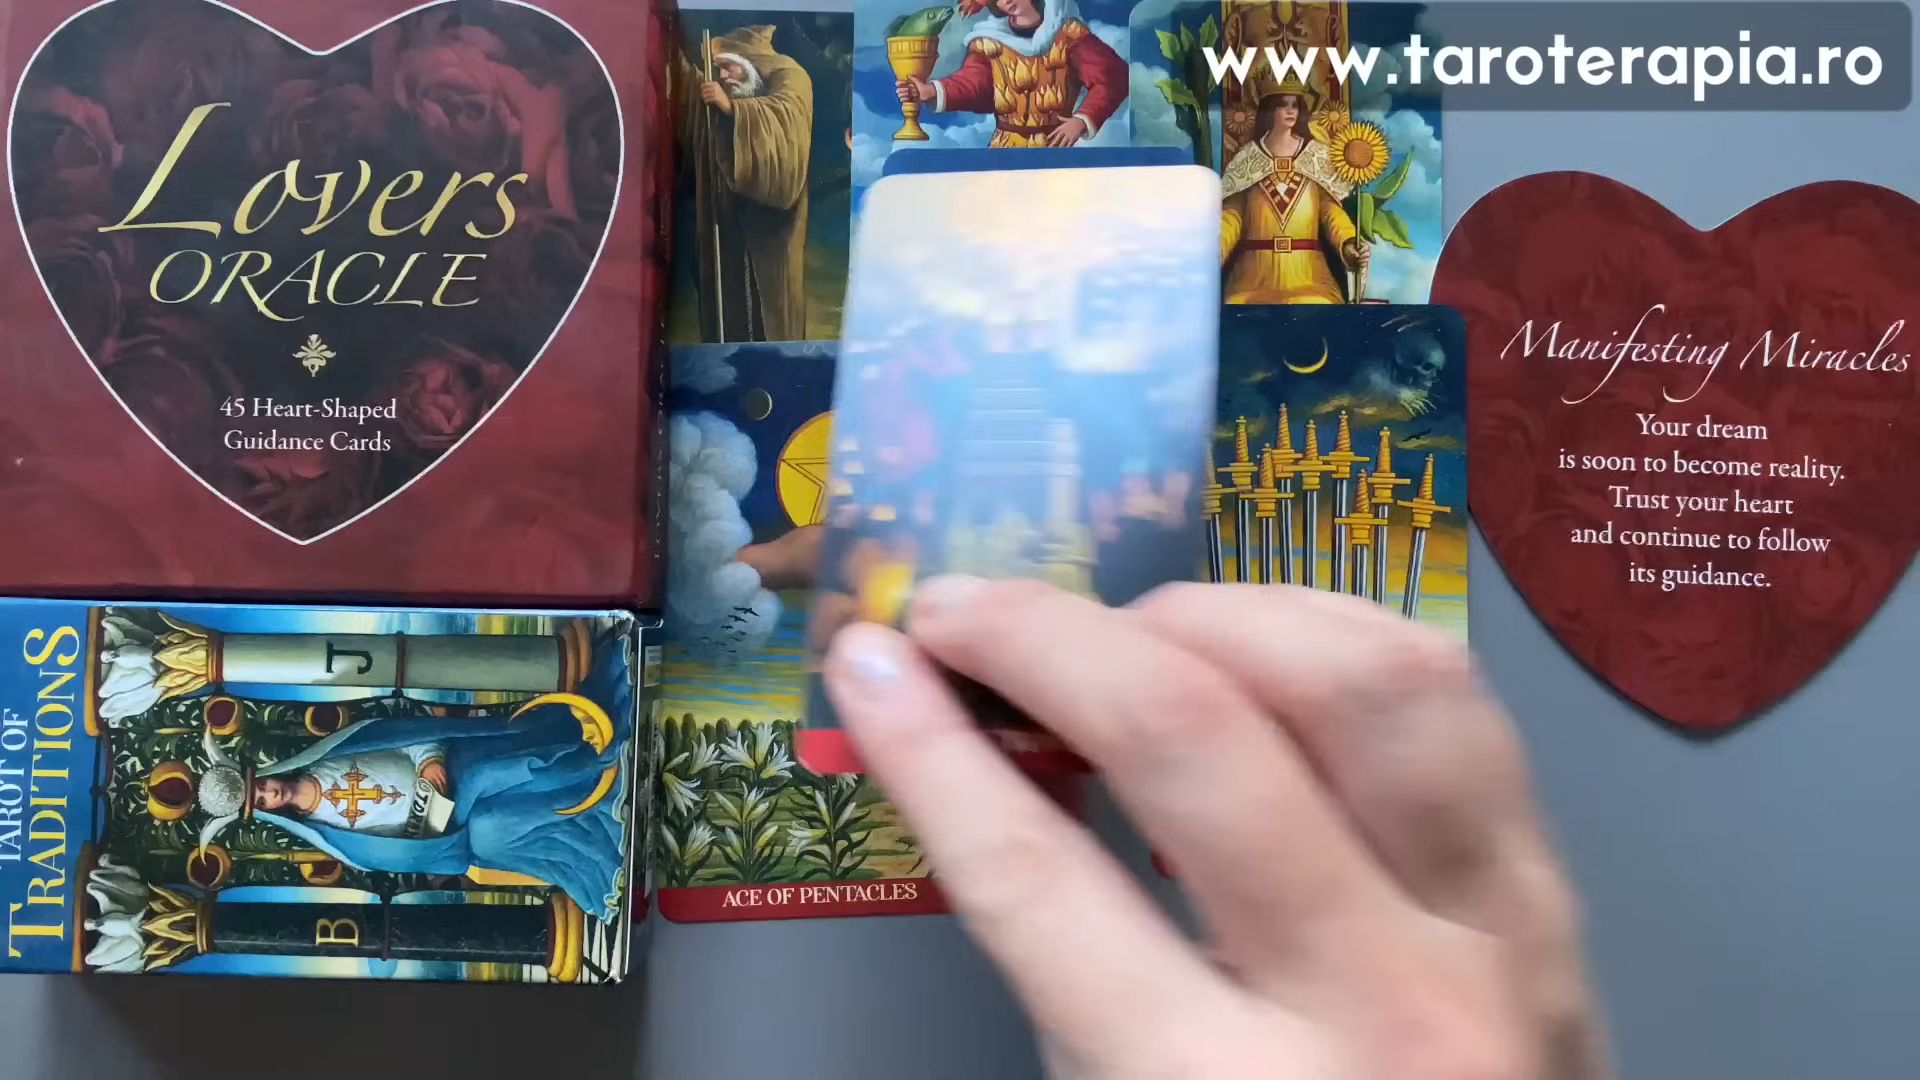 www.taroterapia.ro
Lovers
ORACLE
45 Heart-Shaped
Guidance Cards
Manifesting Miracles
Your dream
is soon to become reality.
Trust your heart
and continue to follow
its guidance.
TAROT OF
TRADITIONS
J
B
ACE OF PENTACLES